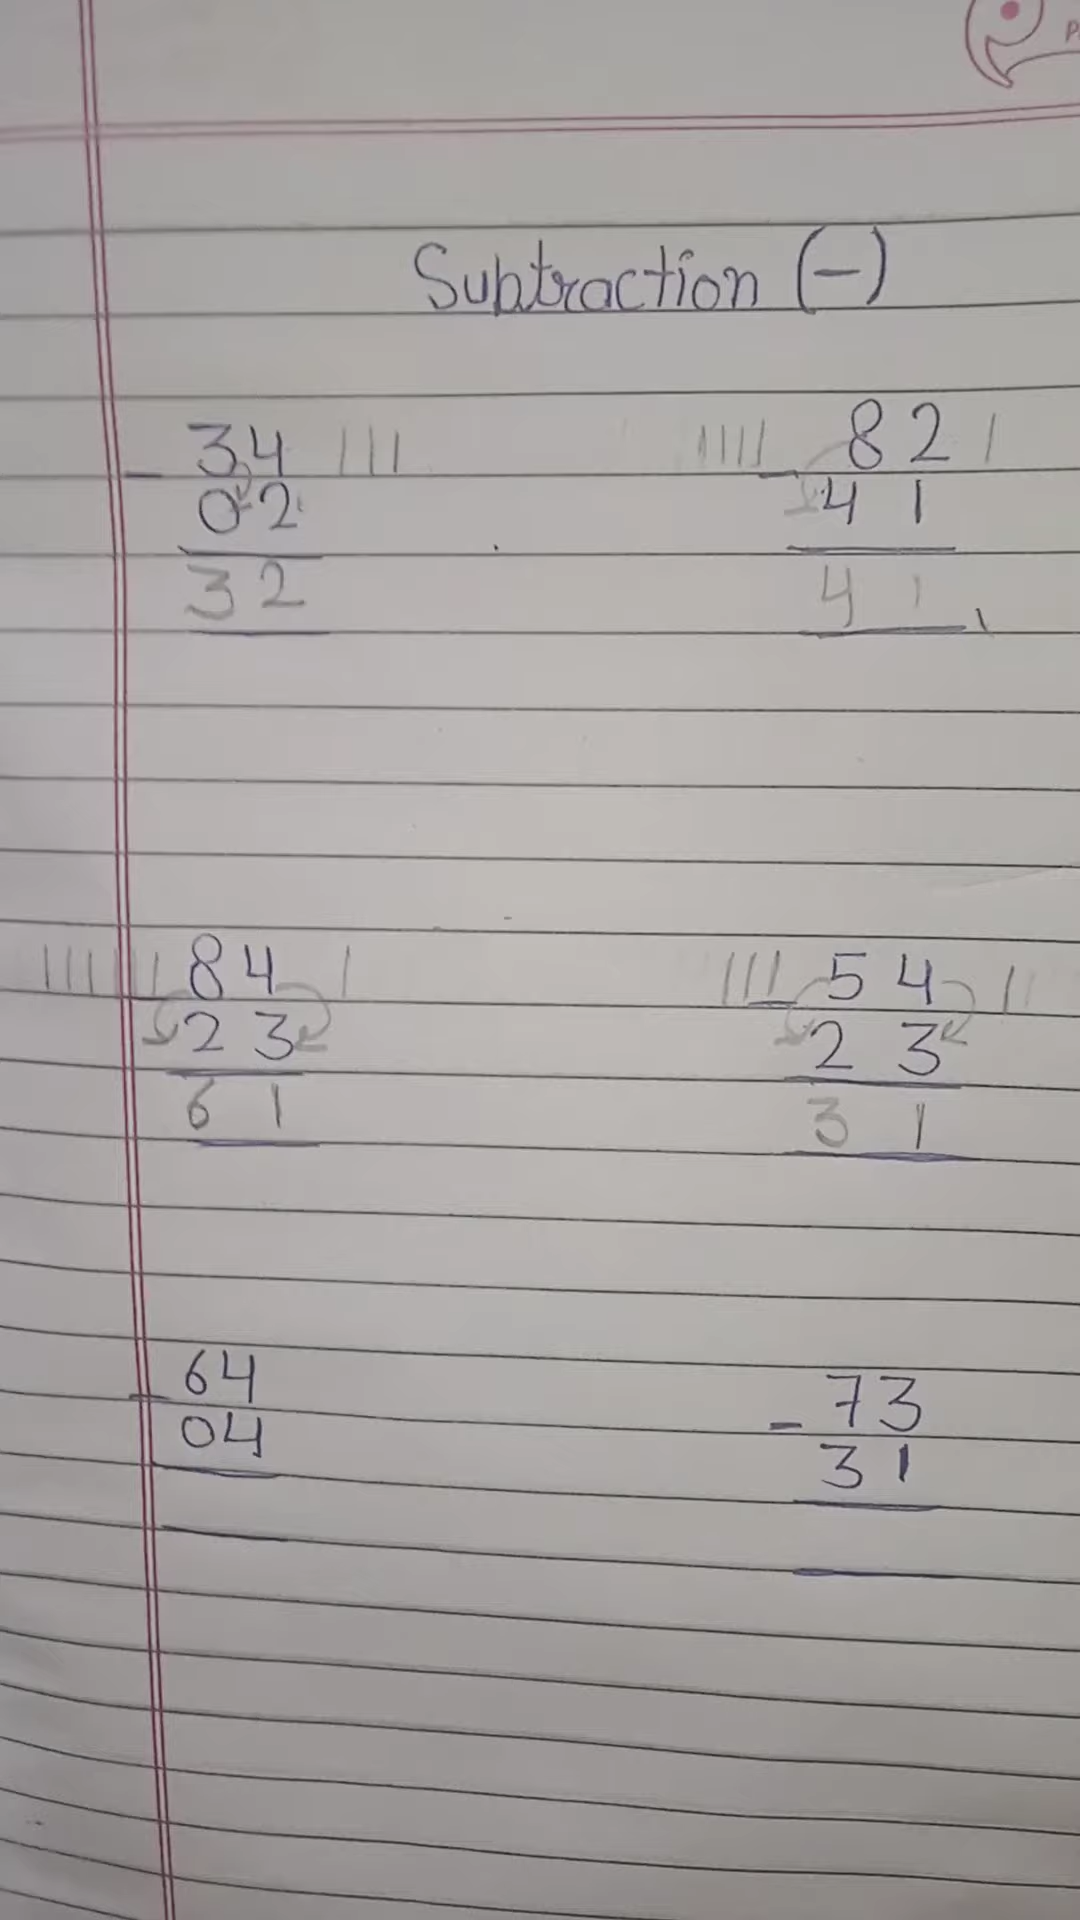 Subtraction (-)
34 ||| |||| 82 |
- 02 - 41
32 41
||||| | 84 | ||| 54 ||
- 23 - 23
61 31
64 73
- 04 - 31